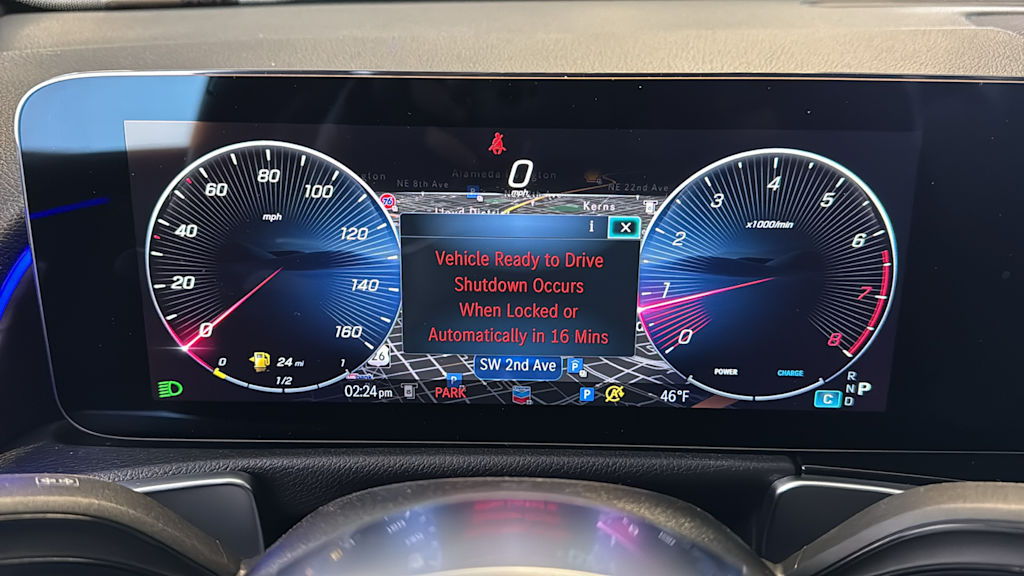 0
mph
NE 8th Ave
NE 22nd Ave
Kerns
76
i
X
Vehicle Ready to Drive
Shutdown Occurs
When Locked or
Automatically in 16 Mins
SW 2nd Ave
26
P
P
P
P
mph
0
20
40
60
80
100
120
140
160
0
1/2
1
24 mi
x1000/min
0
1
2
3
4
5
6
7
8
POWER
CHARGE
02:24 pm
PARK
A
46°F
C
R
N
D
P